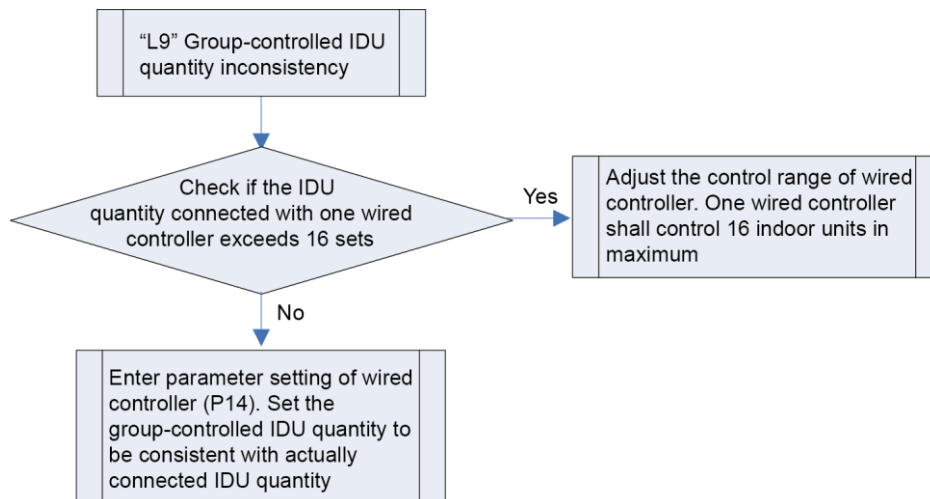 “L9” Group-controlled IDU
quantity inconsistency
Check if the IDU
quantity connected with one wired
controller exceeds 16 sets
Yes
Adjust the control range of wired
controller. One wired controller
shall control 16 indoor units in
maximum
No
Enter parameter setting of wired
controller (P14). Set the
group-controlled IDU quantity to
be consistent with actually
connected IDU quantity